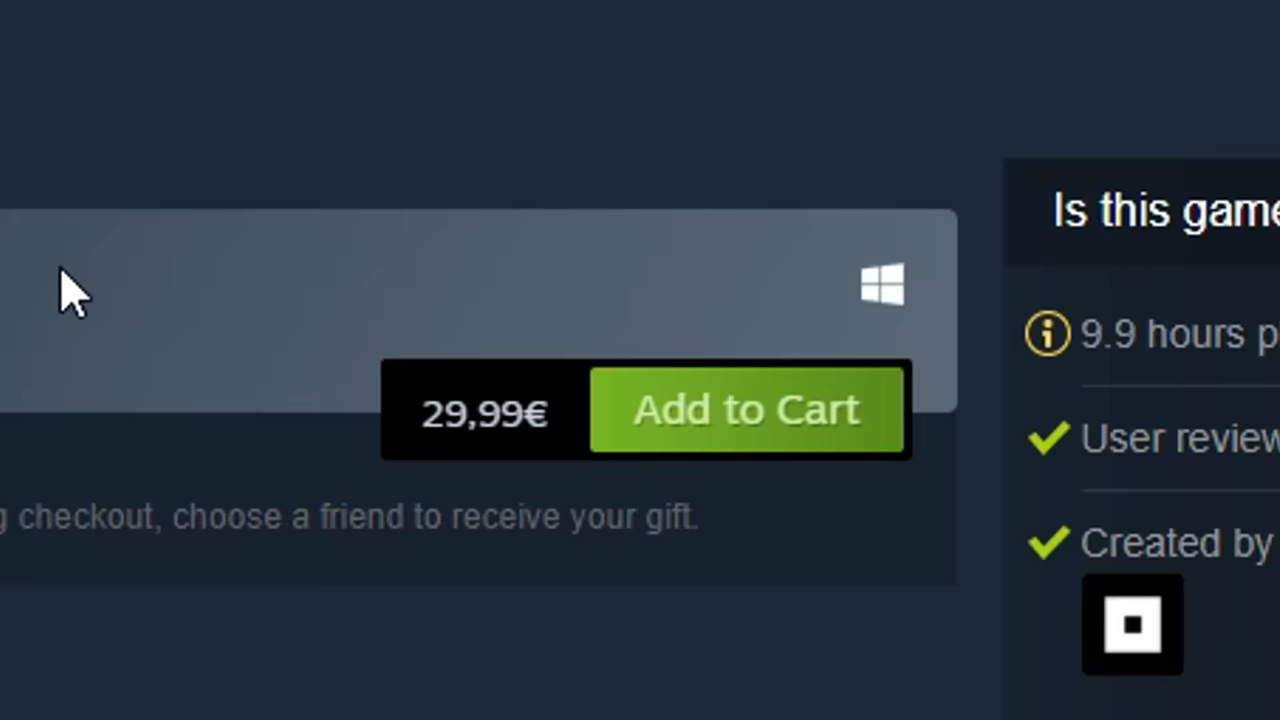 29,99€
Add to Cart
checkout, choose a friend to receive your gift.
Is this game
9.9 hours
User review
Created by